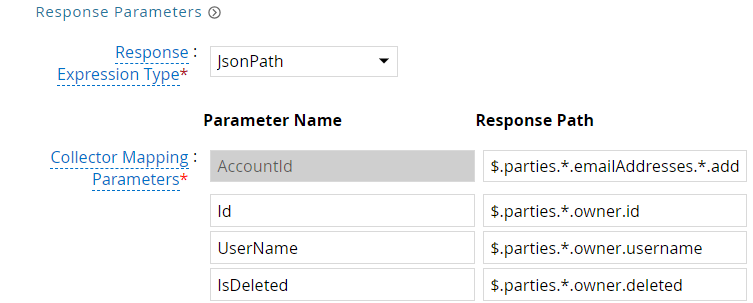 Response Parameters
Response :
Expression Type*
JsonPath
Parameter Name Response Path
Collector Mapping :
Parameters*
AccountId $.parties.*.emailAddresses.*.add
Id $.parties.*.owner.id
UserName $.parties.*.owner.username
IsDeleted $.parties.*.owner.deleted